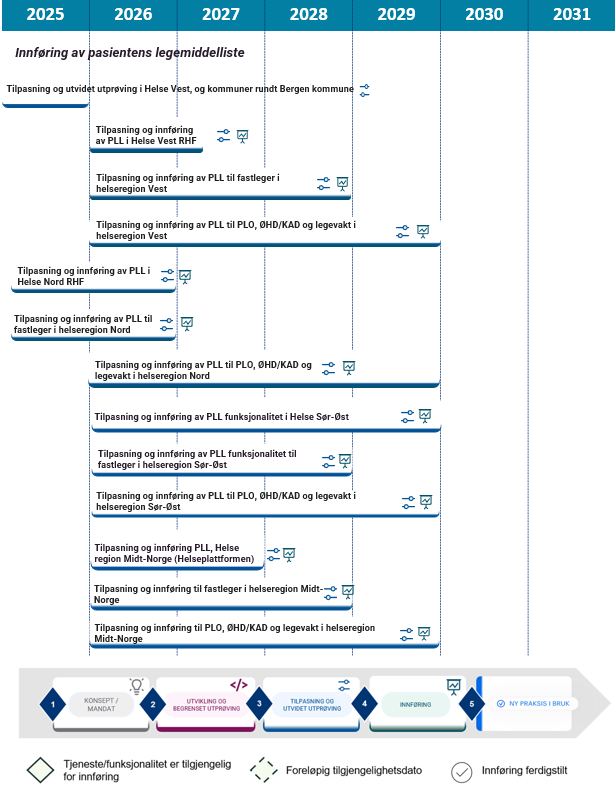 2025 2026 2027 2028 2029 2030 2031
Innføring av pasientens legemiddelliste
Tilpasning og utvidet utprøving i Helse Vest, og kommuner rundt Bergen kommune
Tilpasning og innføring
av PLL i Helse Vest RHF
Tilpasning og innføring av PLL til fastleger i
helseregion Vest
Tilpasning og innføring av PLL til PLO, ØHD/KAD og legevakt i
helseregion Vest
Tilpasning og innføring av PLL i
Helse Nord RHF
Tilpasning og innføring av PLL til
fastleger i helseregion Nord
Tilpasning og innføring av PLL til PLO, ØHD/KAD og
legevakt i helseregion Nord
Tilpasning og innføring av PLL funksjonalitet i Helse Sør-Øst
Tilpasning og innføring av PLL funksjonalitet til
fastleger i helseregion Sør-Øst
Tilpasning og innføring av PLL til PLO, ØHD/KAD og legevakt i
helseregion Sør-Øst
Tilpasning og innføring PLL, Helse
region Midt-Norge (Helseplattformen)
Tilpasning og innføring til fastleger i helseregion Midt-
Norge
Tilpasning og innføring til PLO, ØHD/KAD og legevakt i helseregion
Midt-Norge
1 KONSEPT /
MANDAT
2 </> UTVIKLING OG
BEGRENSET UTPRØVING
3 TILPASNING OG
UTVIDET UTPRØVING
4 INNFØRING
5 NY PRAKSIS I BRUK
Tjeneste/funksjonalitet er tilgjengelig
for innføring
Foreløpig tilgjengelighetsdato
Innføring ferdigstilt